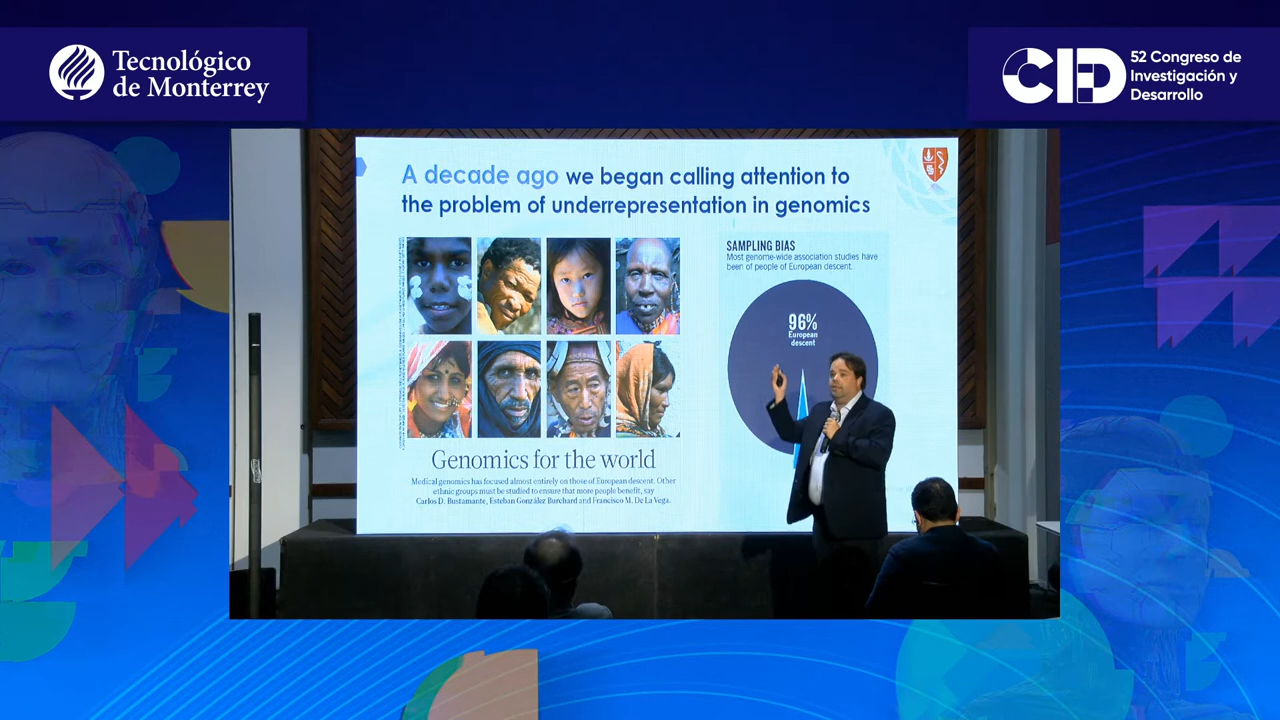 Tecnológico
de Monterrey
CID
52 Congreso de
Investigación y
Desarrollo
A decade ago we began calling attention to
the problem of underrepresentation in genomics
SAMPLING BIAS
Most genome-wide association studies have
been of people of European descent.
96%
European
descent
Genomics for the world
Medical genomics has focused almost entirely on those of European descent. Other
ethnic groups must be studied to ensure that more people benefit, say
Carlos D. Bustamante, Esteban González Burchard and Francisco M. De La Vega.